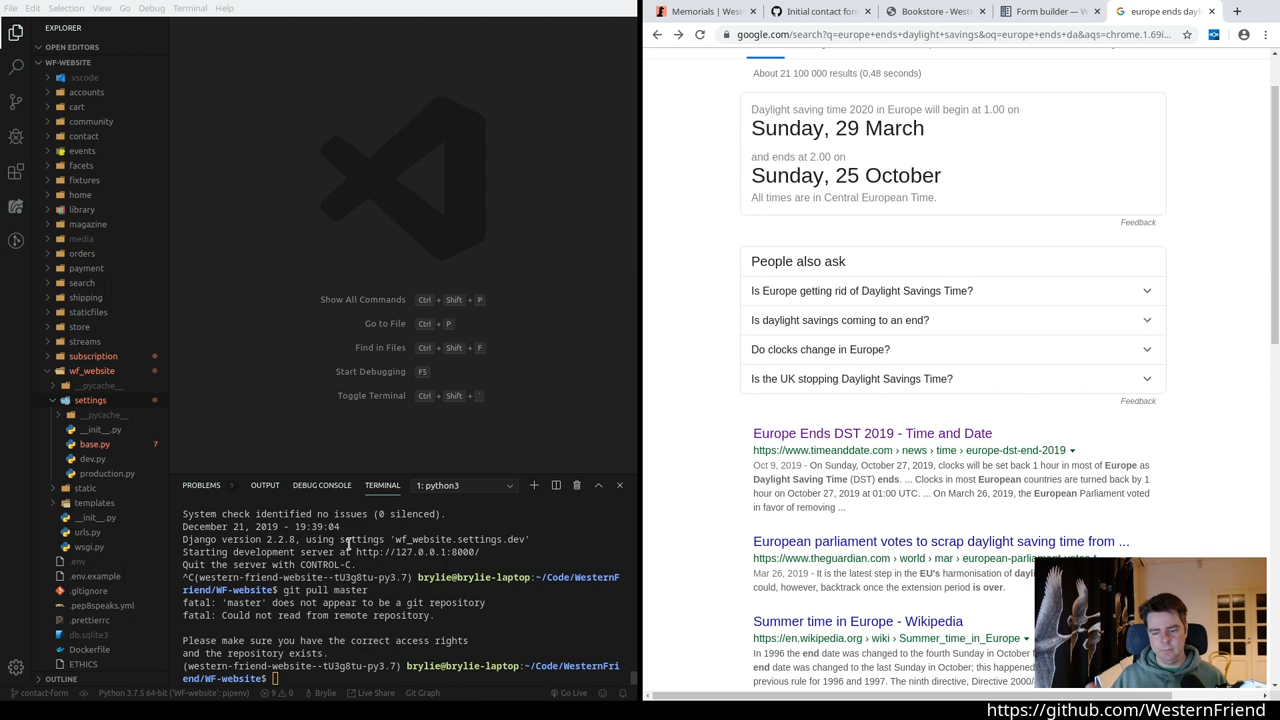 File Edit Selection View Go Debug Terminal Help
EXPLORER
OPEN EDITORS
WF-WEBSITE
.vscode
accounts
cart
community
contact
events
facets
fixtures
home
library
magazine
media
orders
payment
search
shipping
staticfiles
store
streams
subscription
wf_website
__pycache__
settings
__pycache__
__init__.py
base.py 7
dev.py
production.py
static
templates
__init__.py
urls.py
wsgi.py
.env
.env.example
.gitignore
.pep8speaks.yml
.prettierrc
db.sqlite3
Dockerfile
ETHICS
OUTLINE
Show All Commands Ctrl + Shift + P
Go to File Ctrl + P
Find in Files Ctrl + Shift + F
Start Debugging F5
Toggle Terminal Ctrl + Shift + `
PROBLEMS 9 OUTPUT DEBUG CONSOLE TERMINAL 1: python3
System check identified no issues (0 silenced).
December 21, 2019 - 19:39:04
Django version 2.2.8, using settings 'wf_website.settings.dev'
Starting development server at http://127.0.0.1:8000/
Quit the server with CONTROL-C.
^C(western-friend-website--tU3g8tu-py3.7) brylie@brylie-laptop:~/Code/WesternF
riend/WF-website$ git pull master
fatal: 'master' does not appear to be a git repository
fatal: Could not read from remote repository.
Please make sure you have the correct access rights
and the repository exists.
(western-friend-website--tU3g8tu-py3.7) brylie@brylie-laptop:~/Code/WesternFri
end/WF-website$
contact-form Python 3.7.5 64-bit ('WF-website': pipenv) 9 0 Brylie Live Share Git Graph Go Live
Memorials | West Initial contact for Bookstore - Weste Form builder — W europe ends dayl
google.com/search?q=europe+ends+daylight+savings&oq=europe+ends+da&aqs=chrome.1.69i...
About 21 100 000 results (0,48 seconds)
Daylight saving time 2020 in Europe will begin at 1.00 on
Sunday, 29 March
and ends at 2.00 on
Sunday, 25 October
All times are in Central European Time.
Feedback
People also ask
Is Europe getting rid of Daylight Savings Time?
Is daylight savings coming to an end?
Do clocks change in Europe?
Is the UK stopping Daylight Savings Time?
Feedback
Europe Ends DST 2019 - Time and Date
https://www.timeanddate.com › news › time › europe-dst-end-2019
Oct 9, 2019 - On Sunday, October 27, 2019, clocks will be set back 1 hour in most of Europe as
Daylight Saving Time (DST) ends. ... Clocks in most European countries are turned back by 1
hour on October 27, 2019 at 01:00 UTC. ... On March 26, the European Parliament voted
in favor of removing ...
European parliament votes to scrap daylight saving time from ...
https://www.theguardian.com › world › mar › european-parliament-votes-t...
Mar 26, 2019 - It is the latest step in the EU's harmonisation of
could, however, backtrack once the extension period is over.
Summer time in Europe - Wikipedia
https://en.wikipedia.org › wiki › Summer_time_in_Europe
In 1996 the end date was changed to the fourth Sunday in October
date was changed to the last Sunday in October; this happened
previous rule for 1996 and 1997. The ninth directive, Directive 2000/
https://github.com/WesternFriend